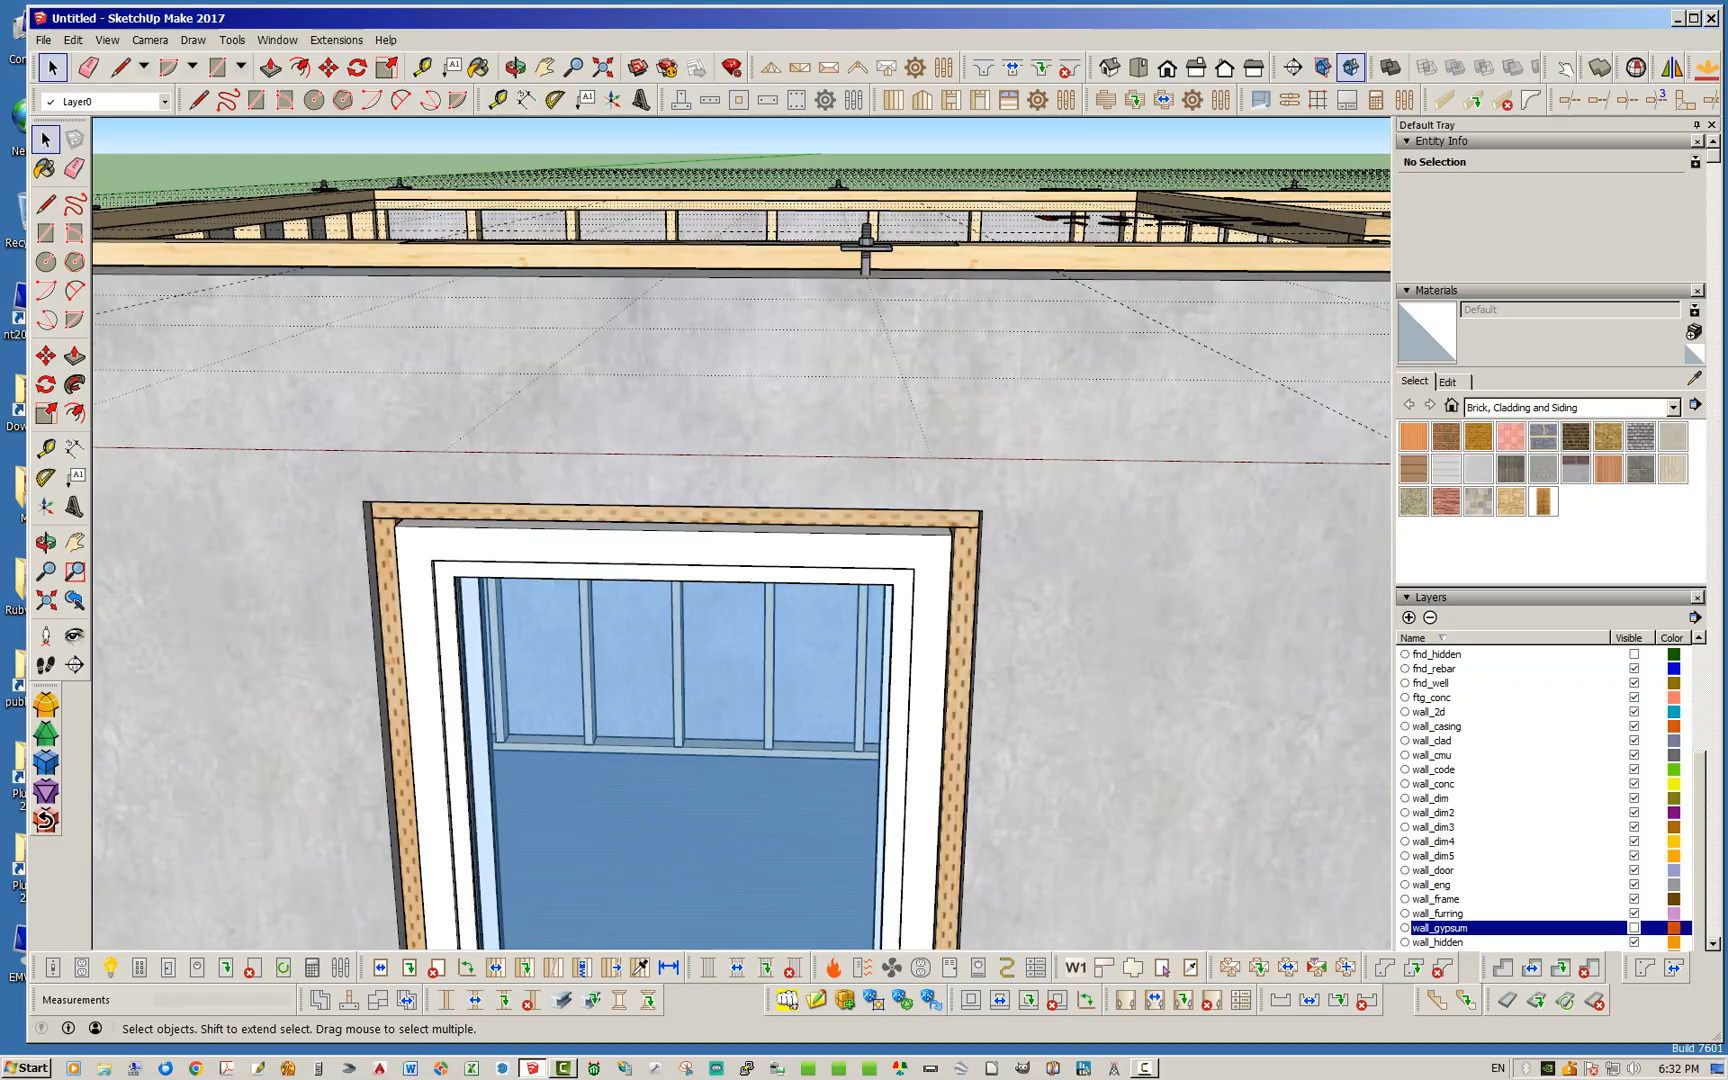 Untitled - SketchUp Make 2017
File Edit View Camera Draw Tools Window Extensions Help
Layer0
Default Tray
Entity Info
No Selection
Materials
Default
Select Edit
Brick, Cladding and Siding
Layers
Name Visible Color
fnd_hidden
fnd_rebar
fnd_well
ftg_conc
wall_2d
wall_casing
wall_clad
wall_cmu
wall_code
wall_conc
wall_dim
wall_dim2
wall_dim3
wall_dim4
wall_dim5
wall_door
wall_eng
wall_frame
wall_furring
wall_gypsum
wall_hidden
W1
Measurements
Select objects. Shift to extend select. Drag mouse to select multiple.
Build 7601
Start
EN
6:32 PM